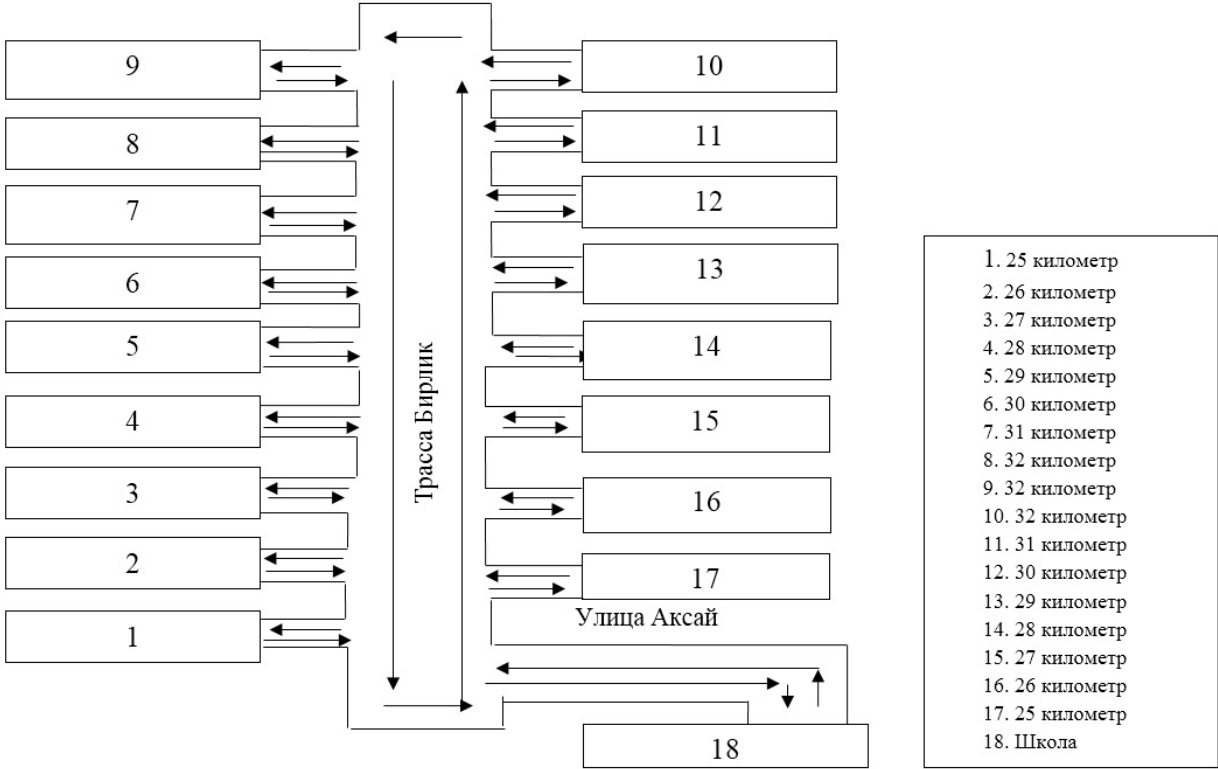 9
10
8
11
7
12
6
13
5
14
4
15
3
16
2
17
1
18
Трасса Бирлик
Улица Аксай
1. 25 километр
2. 26 километр
3. 27 километр
4. 28 километр
5. 29 километр
6. 30 километр
7. 31 километр
8. 32 километр
9. 32 километр
10. 32 километр
11. 31 километр
12. 30 километр
13. 29 километр
14. 28 километр
15. 27 километр
16. 26 километр
17. 25 километр
18. Школа